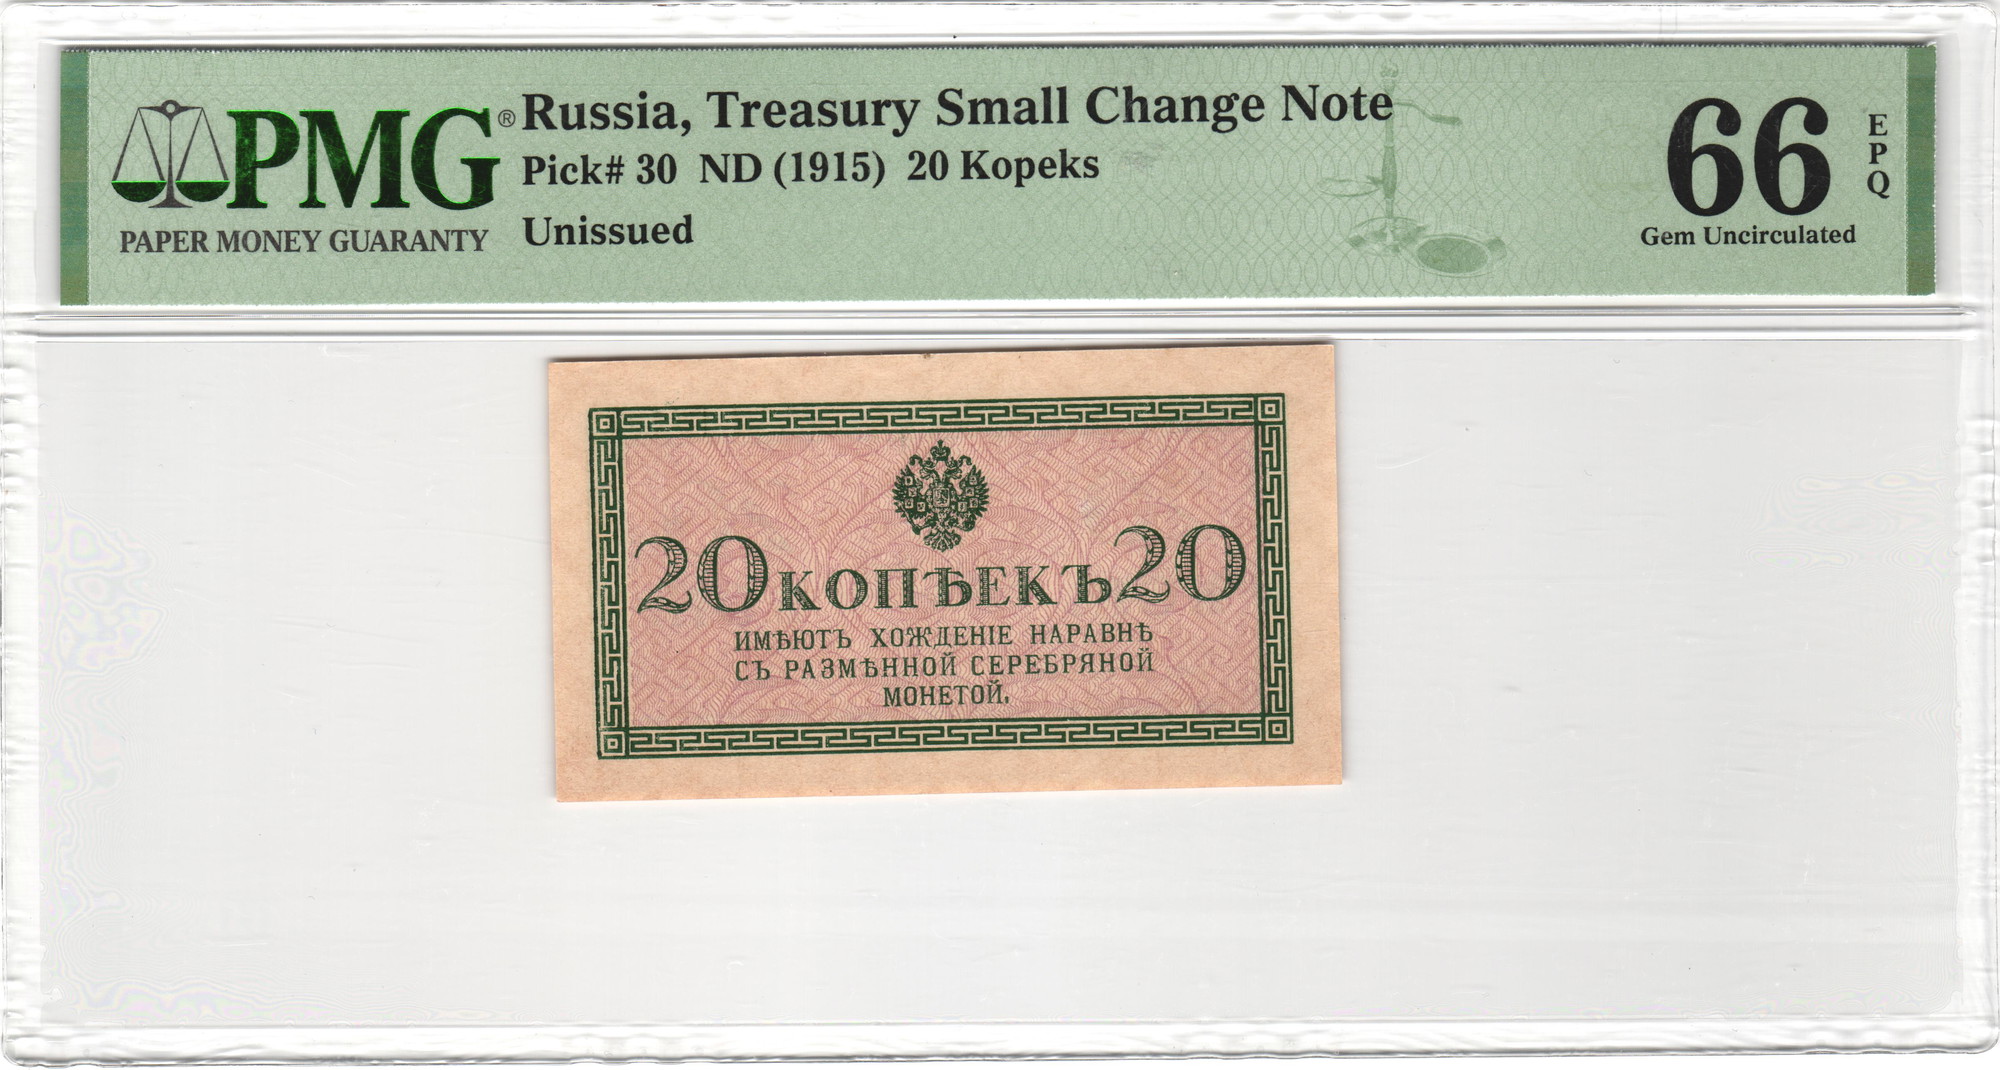 PMG®
PAPER MONEY GUARANTY
Russia, Treasury Small Change Note
Pick# 30 ND (1915) 20 Kopeks
Unissued
66
EPQ
Gem Uncirculated
20 КОПѢЕКЪ 20
ИМѢЮТЪ ХОЖДЕНІЕ НАРАВНѢ
СЪ РАЗМѢННОЙ СЕРЕБРЯНОЙ
МОНЕТОЙ.